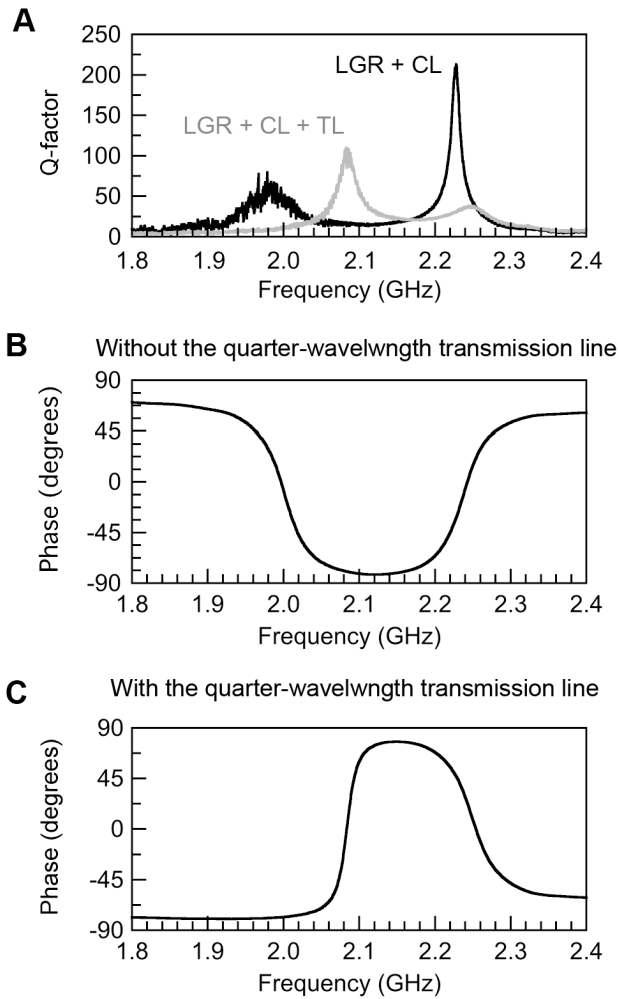 A
250
200
150
100
50
0
Q-factor
LGR + CL
LGR + CL + TL
1.8 1.9 2.0 2.1 2.2 2.3 2.4
Frequency (GHz)
B
Without the quarter-wavelwngth transmission line
90
45
0
-45
-90
Phase (degrees)
1.8 1.9 2.0 2.1 2.2 2.3 2.4
Frequency (GHz)
C
With the quarter-wavelwngth transmission line
90
45
0
-45
-90
Phase (degrees)
1.8 1.9 2.0 2.1 2.2 2.3 2.4
Frequency (GHz)